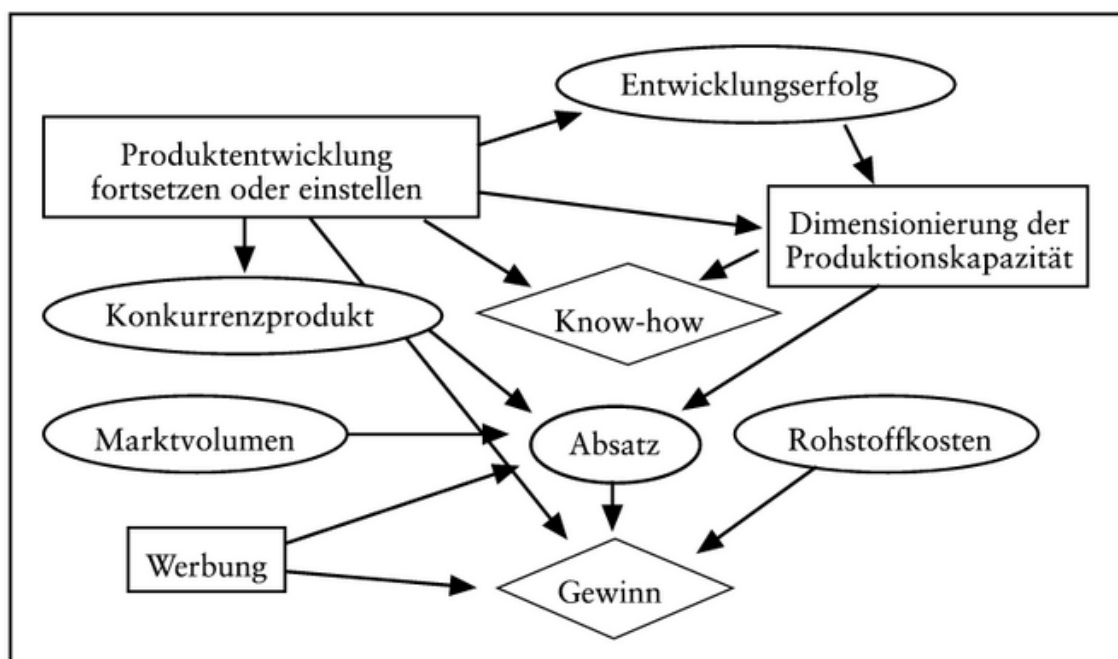 Entwicklungserfolg
Produktentwicklung
fortsetzen oder einstellen
Dimensionierung der
Produktionskapazität
Konkurrenzprodukt
Know-how
Marktvolumen
Absatz
Rohstoffkosten
Werbung
Gewinn